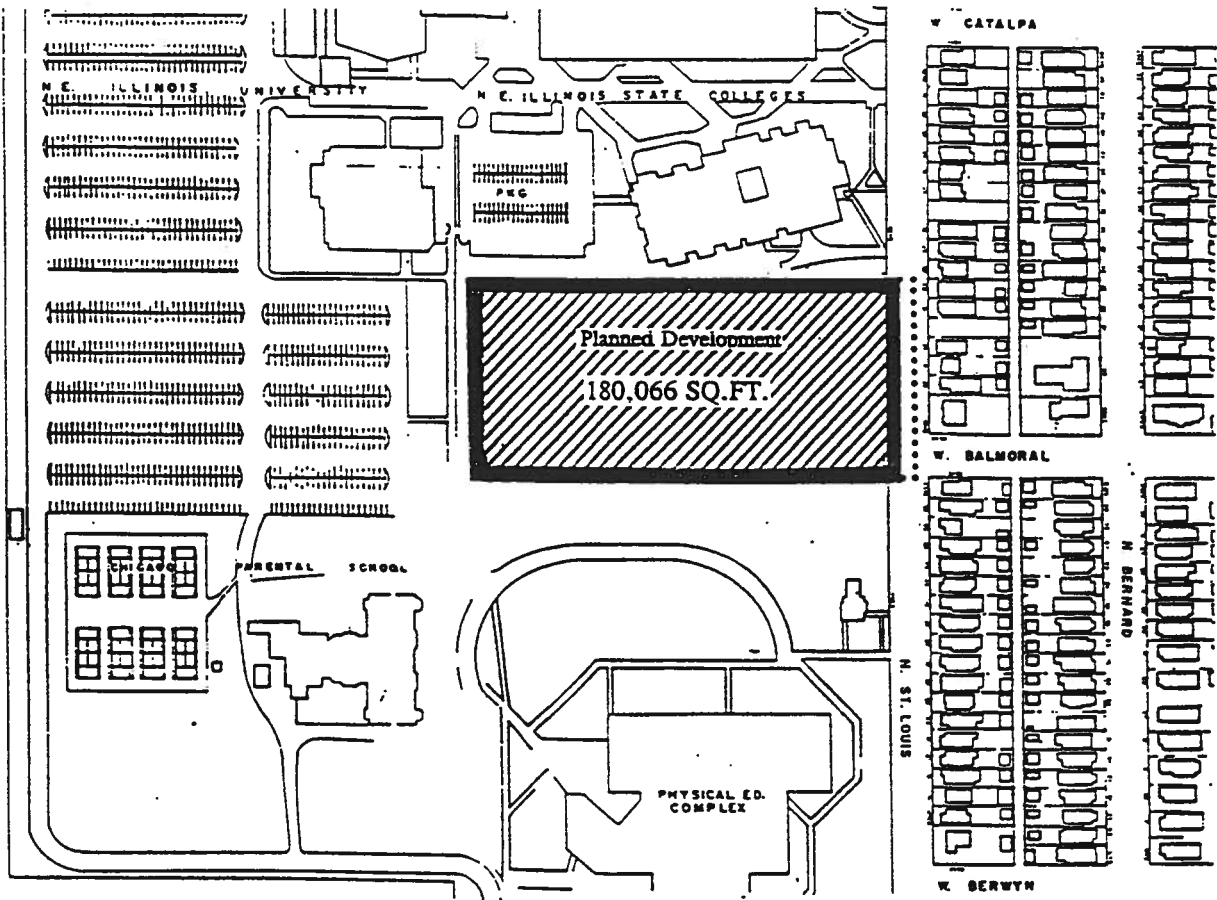 W. CATALPA
N. E. ILLINOIS UNIVERSITY
N. E. ILLINOIS STATE COLLEGES
PKG
Planned Development
180,066 SQ.FT.
W. BALMORAL
N. BERNARD
CHICAGO PARENTAL SCHOOL
N. ST. LOUIS
PHYSICAL ED.
COMPLEX
W. BERWYN